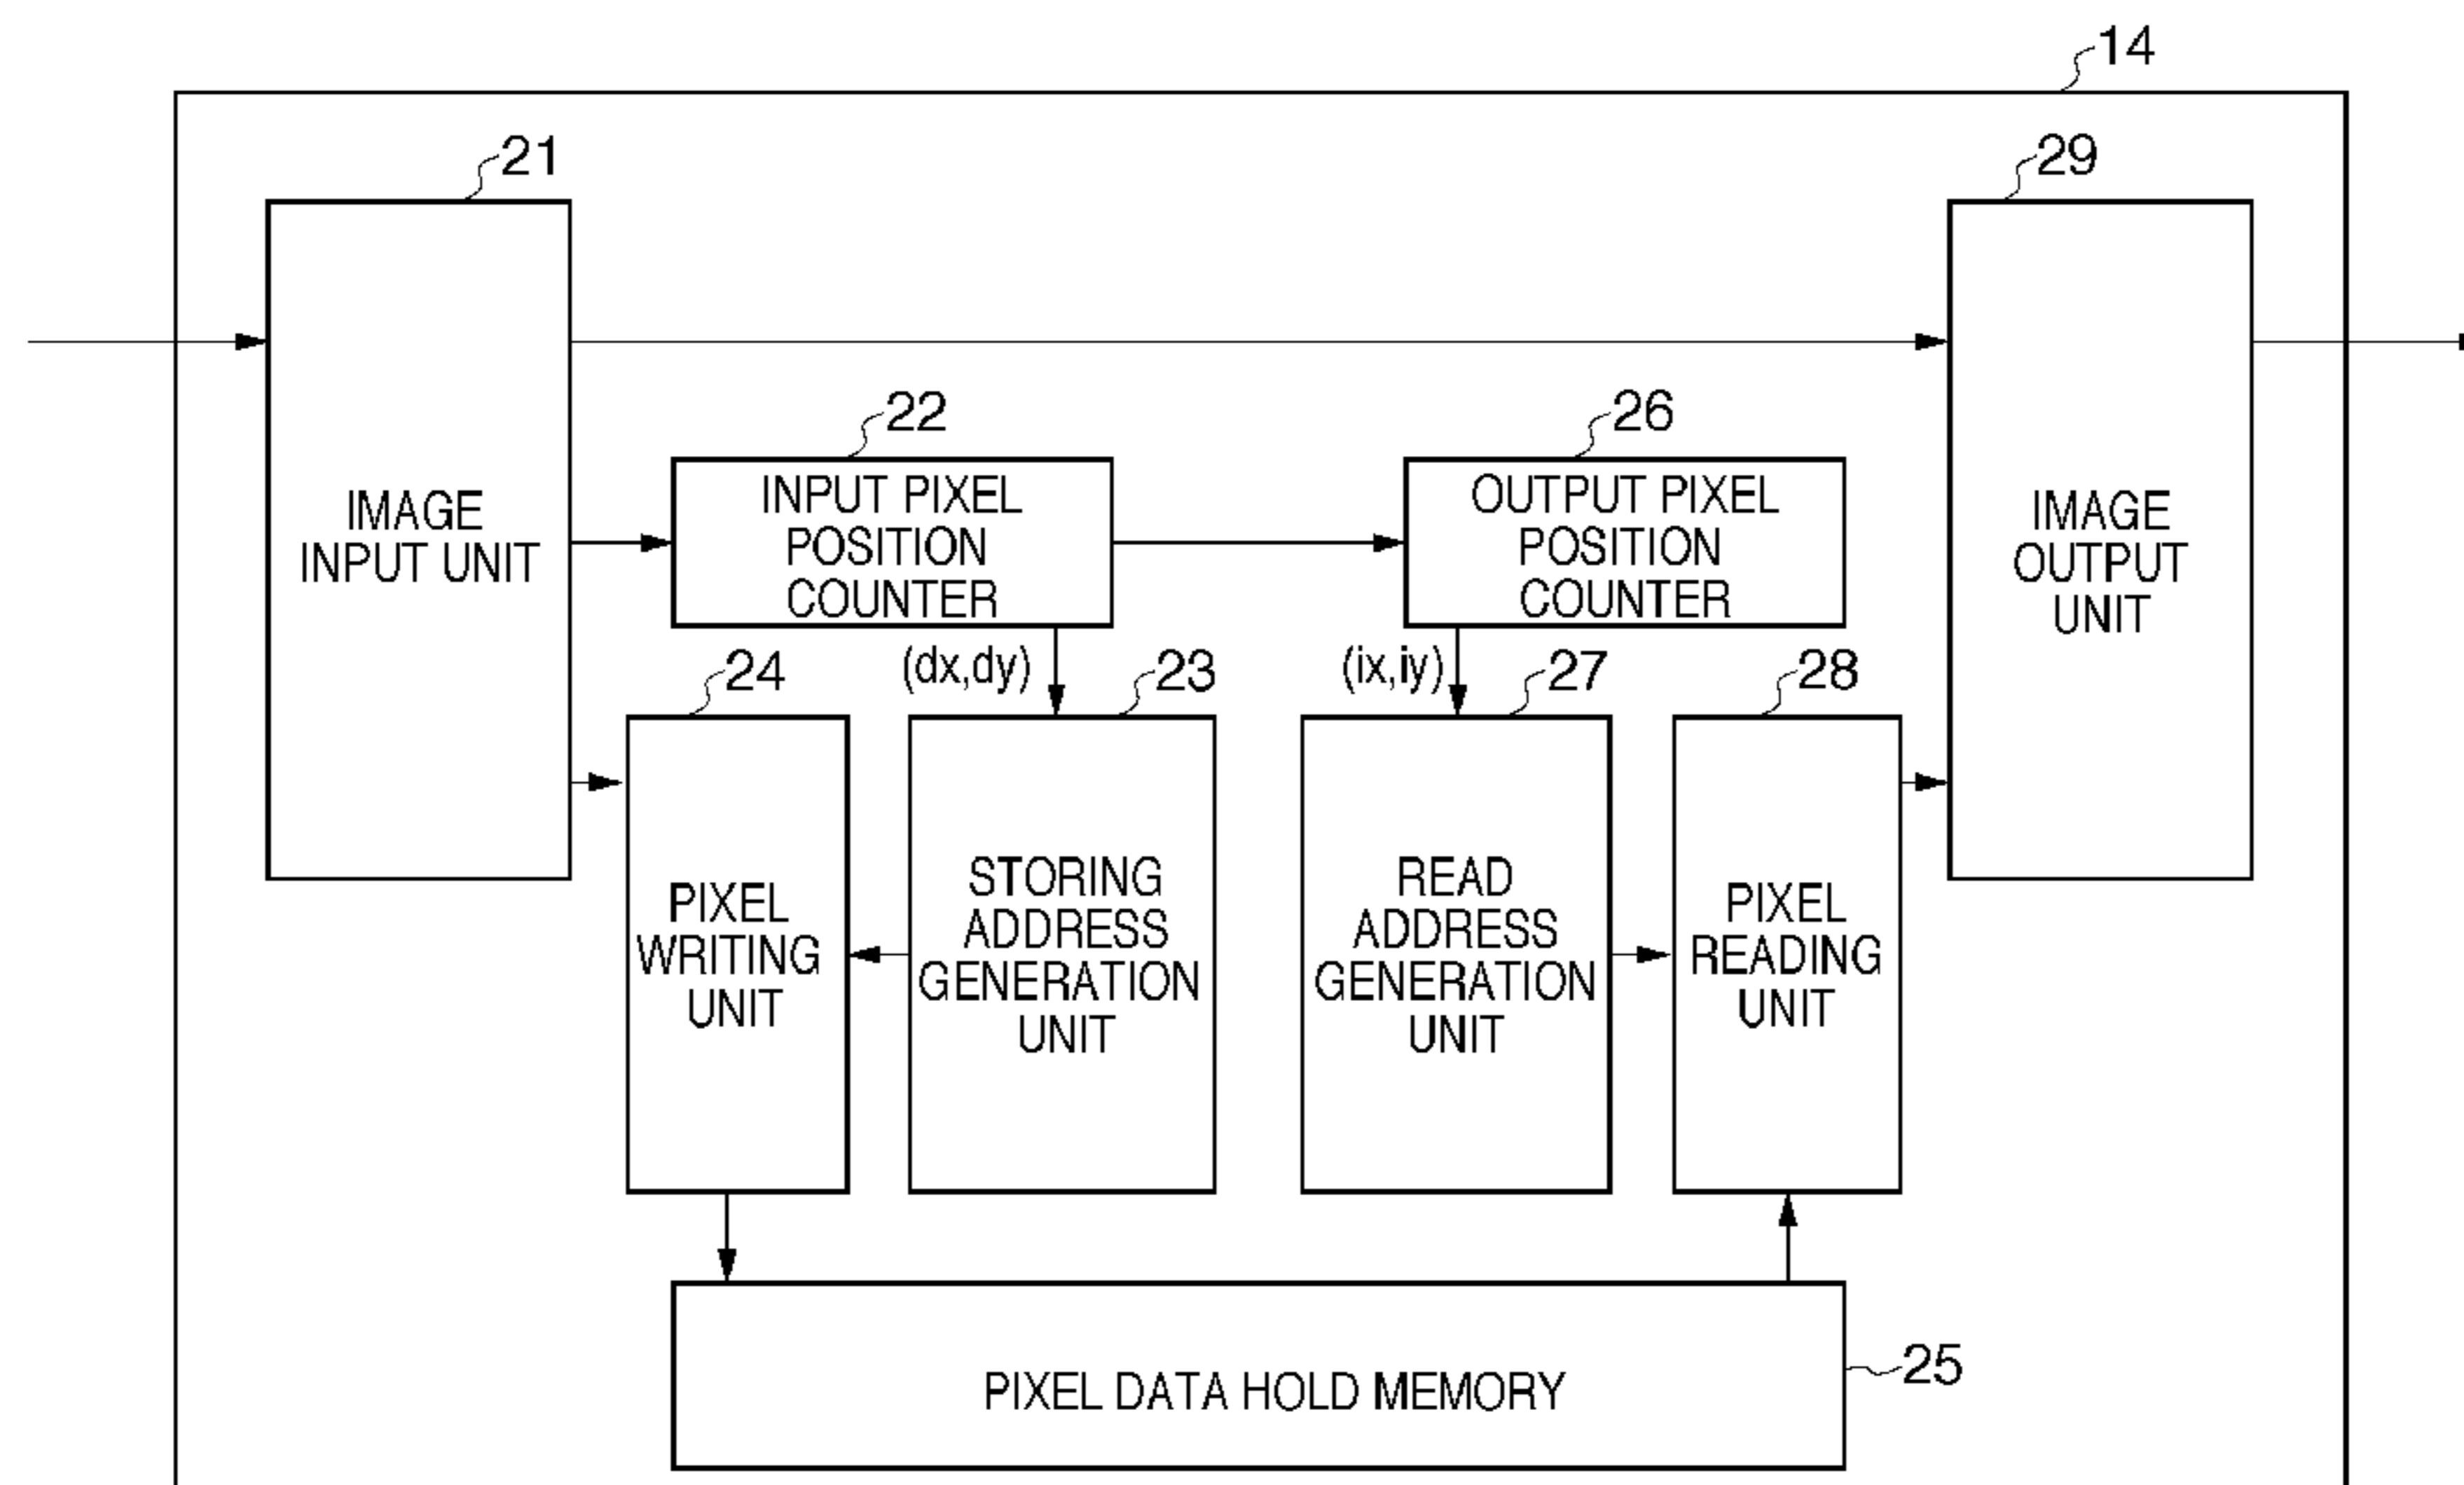 14
21
29
IMAGE
INPUT UNIT
22
INPUT PIXEL
POSITION
COUNTER
26
OUTPUT PIXEL
POSITION
COUNTER
IMAGE
OUTPUT
UNIT
(dx,dy)
(ix,iy)
24
PIXEL
WRITING
UNIT
23
STORING
ADDRESS
GENERATION
UNIT
27
READ
ADDRESS
GENERATION
UNIT
28
PIXEL
READING
UNIT
PIXEL DATA HOLD MEMORY
25